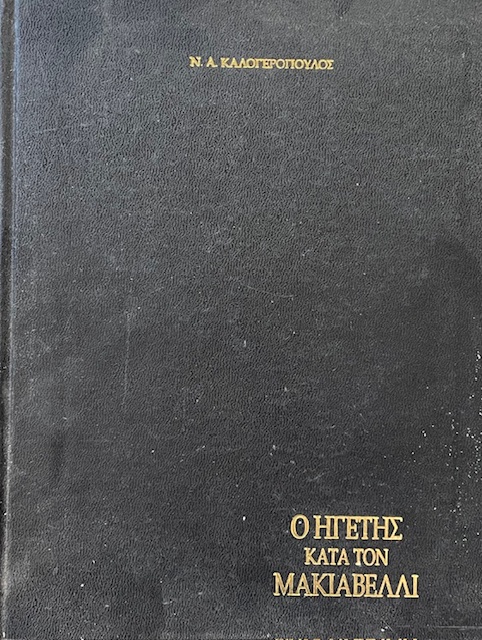 Ν. Α. ΚΑΛΟΓΕΡΟΠΟΥΛΟΣ
Ο ΗΓΕΤΗΣ
ΚΑΤΑ ΤΟΝ
ΜΑΚΙΑΒΕΛΛΙ